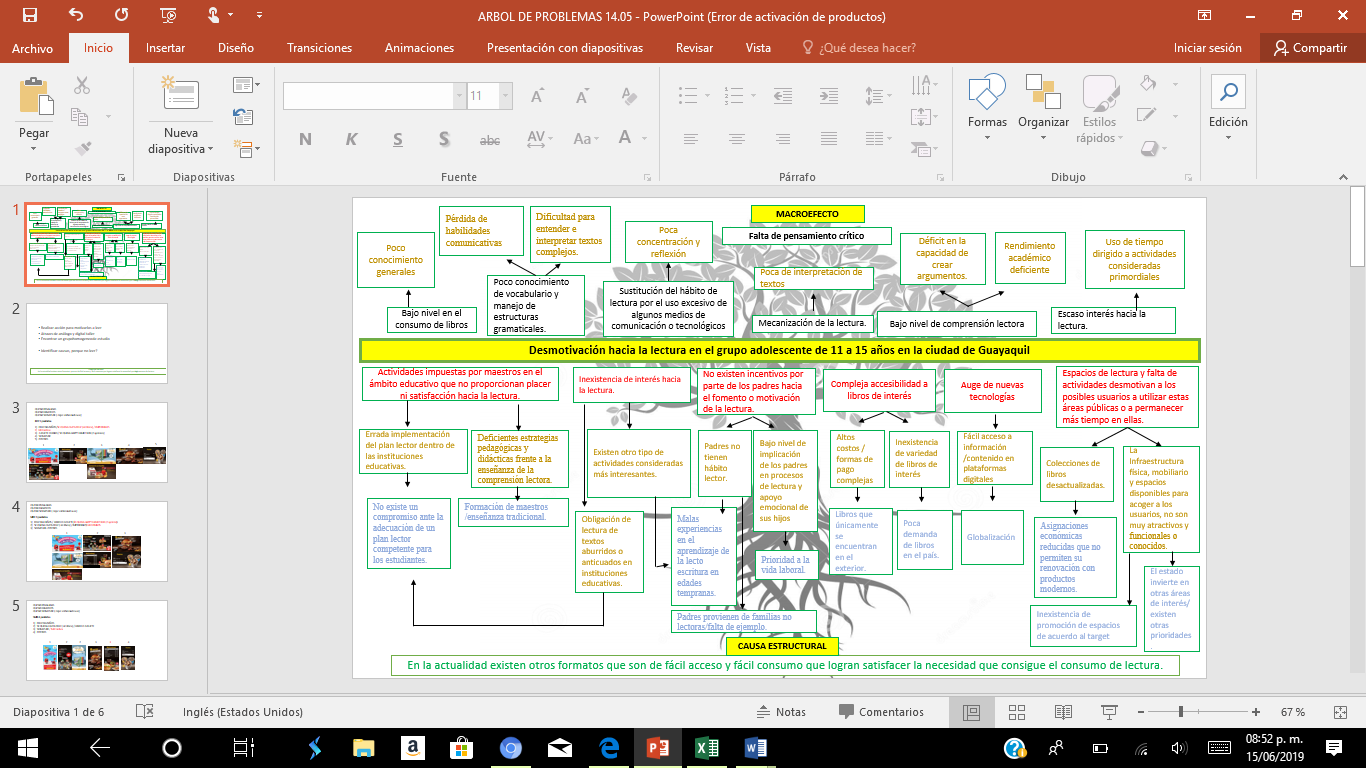 ARBOL DE PROBLEMAS 14.05 - PowerPoint (Error de activación de productos)
Archivo
Inicio
Insertar
Diseño
Transiciones
Animaciones
Presentación con diapositivas
Revisar
Vista
¿Qué desea hacer?
Iniciar sesión
Compartir
Pegar
Nueva
diapositiva
11
N K S S abc AV Aa A
Formas
Organizar
Estilos
rápidos
Edición
Portapapeles
Diapositivas
Fuente
Párrafo
Dibujo
1
2
3
4
5
MACROEFECTO
Falta de pensamiento crítico
Poco
conocimiento
generales
Pérdida de
habilidades
comunicativas
Dificultad para
entender e
interpretar textos
complejos.
Poca
concentración y
reflexión
Poca de interpretación de
textos
Déficit en la
capacidad de
crear
argumentos.
Rendimiento
académico
deficiente
Uso de tiempo
dirigido a actividades
consideradas
primordiales
Bajo nivel en el
consumo de libros
Poco conocimiento
de vocabulario y
manejo de
estructuras
gramaticales.
Sustitución del hábito de
lectura por el uso excesivo de
algunos medios de
comunicación o tecnológicos
Mecanización de la lectura.
Bajo nivel de comprensión lectora
Escaso interés hacia la
lectura.
Desmotivación hacia la lectura en el grupo adolescente de 11 a 15 años en la ciudad de Guayaquil
Actividades impuestas por maestros en el
ámbito educativo que no proporcionan placer
ni satisfacción hacia la lectura.
Inexistencia de interés hacia
la lectura.
No existen incentivos por
parte de los padres hacia
el fomento o motivación
de la lectura.
Compleja accesibilidad a
libros de interés
Auge de nuevas
tecnologías
Espacios de lectura y falta de
actividades desmotivan a los
posibles usuarios a utilizar estas
áreas públicas o a permanecer
más tiempo en ellas.
Errada implementación
del plan lector dentro de
las instituciones
educativas.
Deficientes estrategias
pedagógicas y
didácticas frente a la
enseñanza de la
comprensión lectora.
Existen otro tipo de
actividades consideradas
más interesantes.
Padres no
tienen
hábito
lector.
Bajo nivel de
implicación
de los padres
en procesos
de lectura y
apoyo
emocional de
sus hijos
Altos
costos /
formas de
pago
complejas
Inexistencia
de variedad
de libros de
interés
Fácil acceso a
información
/contenido en
plataformas
digitales
Colecciones de
libros
desactualizadas.
La
Infraestructura
física, mobiliario
y espacios
disponibles para
acoger a los
usuarios, no son
muy atractivos y
funcionales o
conocidos.
No existe un
compromiso ante la
adecuación de un
plan lector
competente para
los estudiantes.
Formación de maestros
/enseñanza tradicional.
Obligación de
lectura de
textos
aburridos o
anticuados en
instituciones
educativas.
Malas
experiencias
en el
aprendizaje de
la lecto
escritura en
edades
tempranas.
Prioridad a la
vida laboral.
Libros que
únicamente
se
encuentran
en el
exterior.
Poca
demanda
de libros
en el país.
Globalización
Asignaciones
económicas
reducidas que no
permiten su
renovación con
productos
modernos.
El estado
invierte en
otras áreas
de interés/
existen
otras
prioridades
.
Padres provienen de familias no
lectoras/falta de ejemplo.
Inexistencia de
promoción de espacios
de acuerdo al target
CAUSA ESTRUCTURAL
En la actualidad existen otros formatos que son de fácil acceso y fácil consumo que logran satisfacer la necesidad que consigue el consumo de lectura.
Diapositiva 1 de 6
Inglés (Estados Unidos)
Notas
Comentarios
67 %
08:52 p. m.
15/06/2019